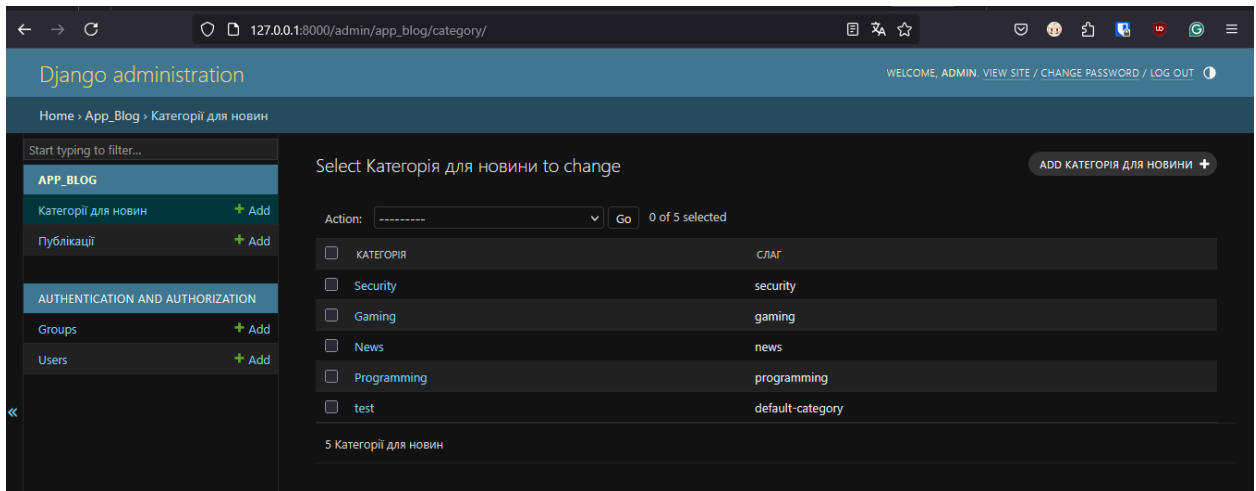 127.0.0.1:8000/admin/app_blog/category/
Django administration
WELCOME, ADMIN. VIEW SITE / CHANGE PASSWORD / LOG OUT
Home › App_Blog › Категорії для новин
Start typing to filter...
APP_BLOG
Категорії для новин + Add
Публікації + Add
AUTHENTICATION AND AUTHORIZATION
Groups + Add
Users + Add
«
Select Категорія для новини to change
ADD КАТЕГОРІЯ ДЛЯ НОВИНИ +
Action: --------- Go 0 of 5 selected
КАТЕГОРІЯ СЛАГ
Security security
Gaming gaming
News news
Programming programming
test default-category
5 Категорії для новин